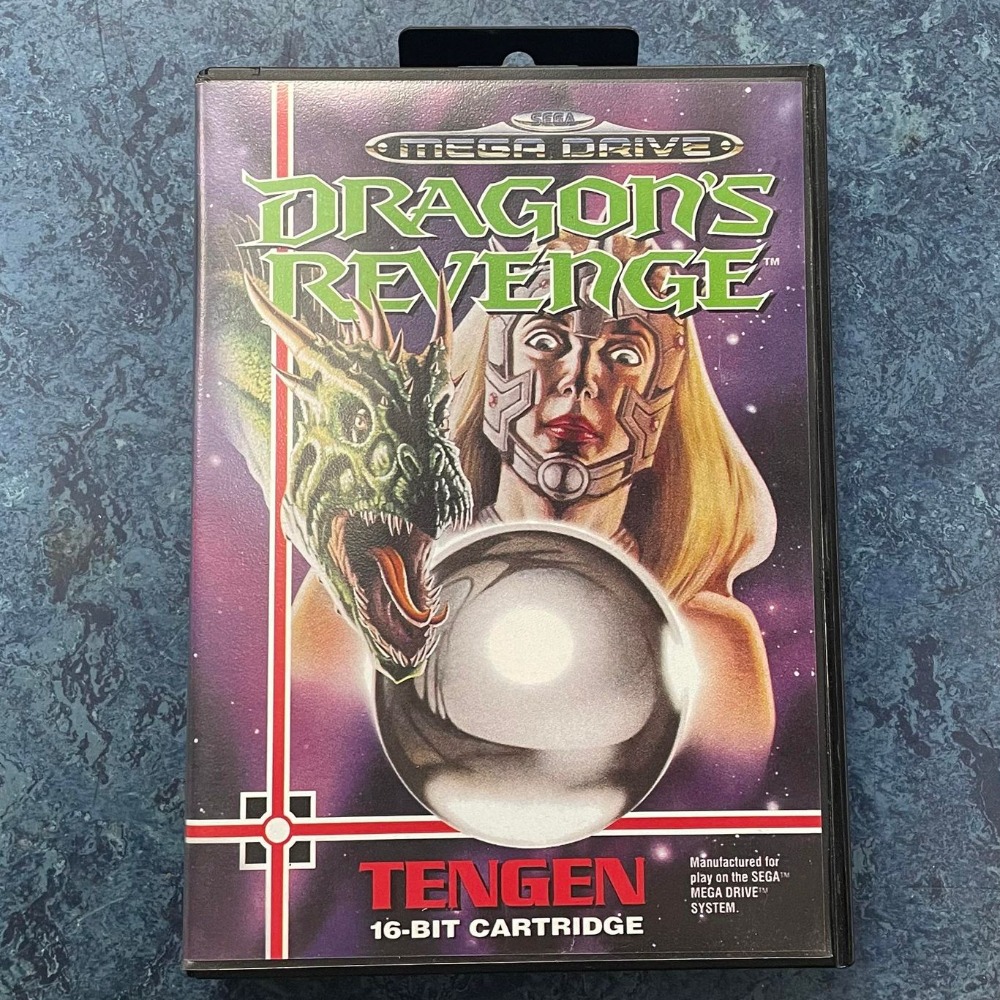 SEGA
MEGA DRIVE
DRAGON'S
REVENGE™
TENGEN
16-BIT CARTRIDGE
Manufactured for
play on the SEGA™
MEGA DRIVE™
SYSTEM.